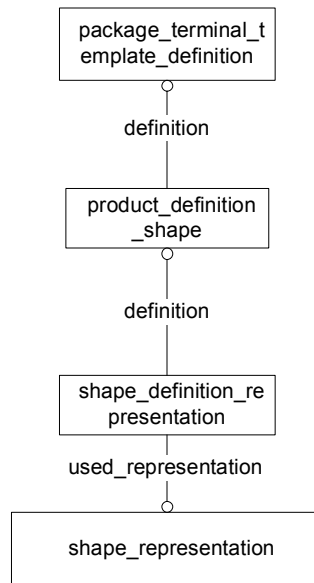 package_terminal_t
emplate_definition
definition
product_definition
_shape
definition
shape_definition_re
presentation
used_representation
shape_representation